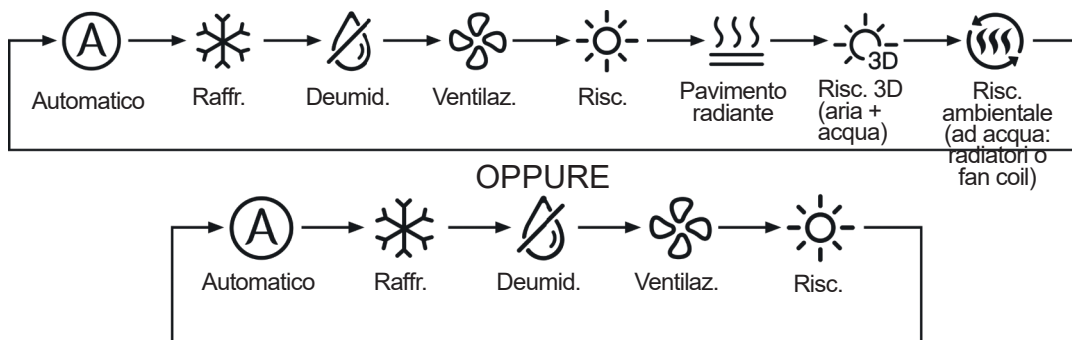 A
3D
Automatico
Raffr.
Deumid.
Ventilaz.
Risc.
Pavimento
radiante
Risc. 3D
(aria +
acqua)
Risc.
ambientale
(ad acqua:
radiatori o
fan coil)
OPPURE
A
Automatico
Raffr.
Deumid.
Ventilaz.
Risc.